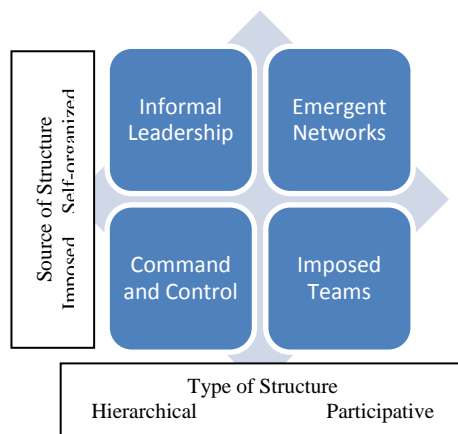 Informal
Leadership
Emergent
Networks
Command
and Control
Imposed
Teams
Source of Structure
Imposed Self-organized
Type of Structure
Hierarchical Participative